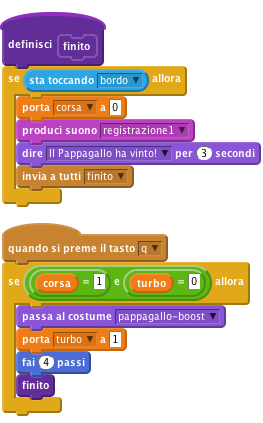 definisci finito
se sta toccando bordo allora
porta corsa a 0
produci suono registrazione1
dire Il Pappagallo ha vinto! per 3 secondi
invia a tutti finito
quando si preme il tasto q
se corsa = 1 e turbo = 0 allora
passa al costume pappagallo-boost
porta turbo a 1
fai 4 passi
finito